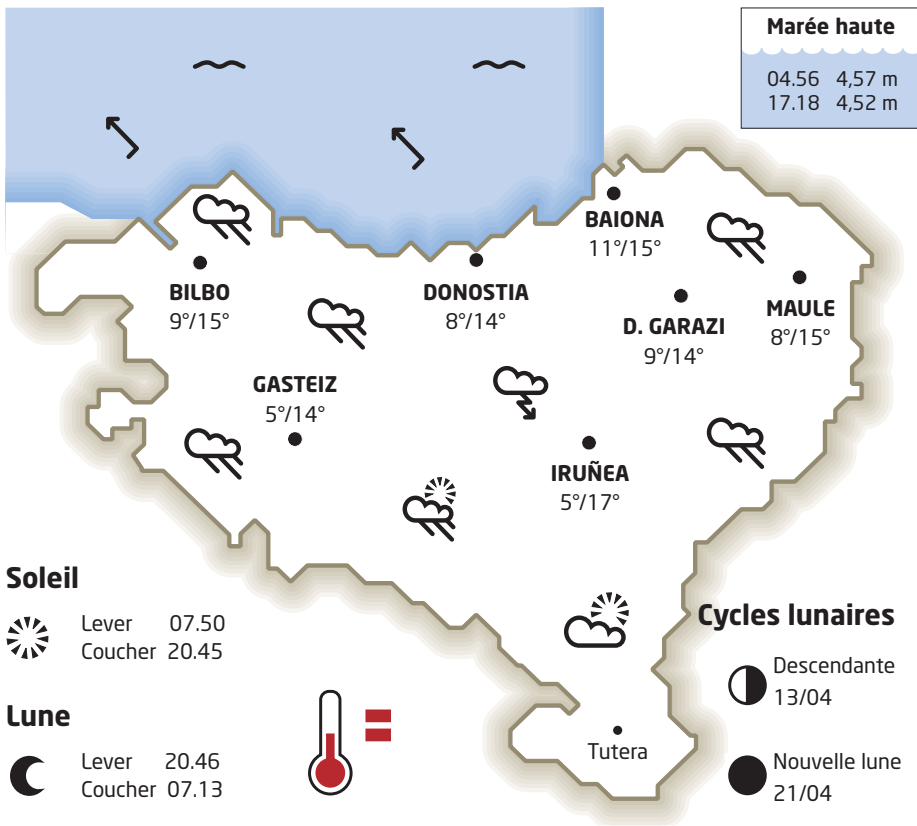 Marée haute
04.56 4,57 m
17.18 4,52 m
BAIONA
11°/15°
BILBO
9°/15°
DONOSTIA
8°/14°
D. GARAZI
9°/14°
MAULE
8°/15°
GASTEIZ
5°/14°
IRUÑEA
5°/17°
Soleil
Lever 07.50
Coucher 20.45
Lune
Lever 20.46
Coucher 07.13
Tutera
Cycles lunaires
Descendante
13/04
Nouvelle lune
21/04